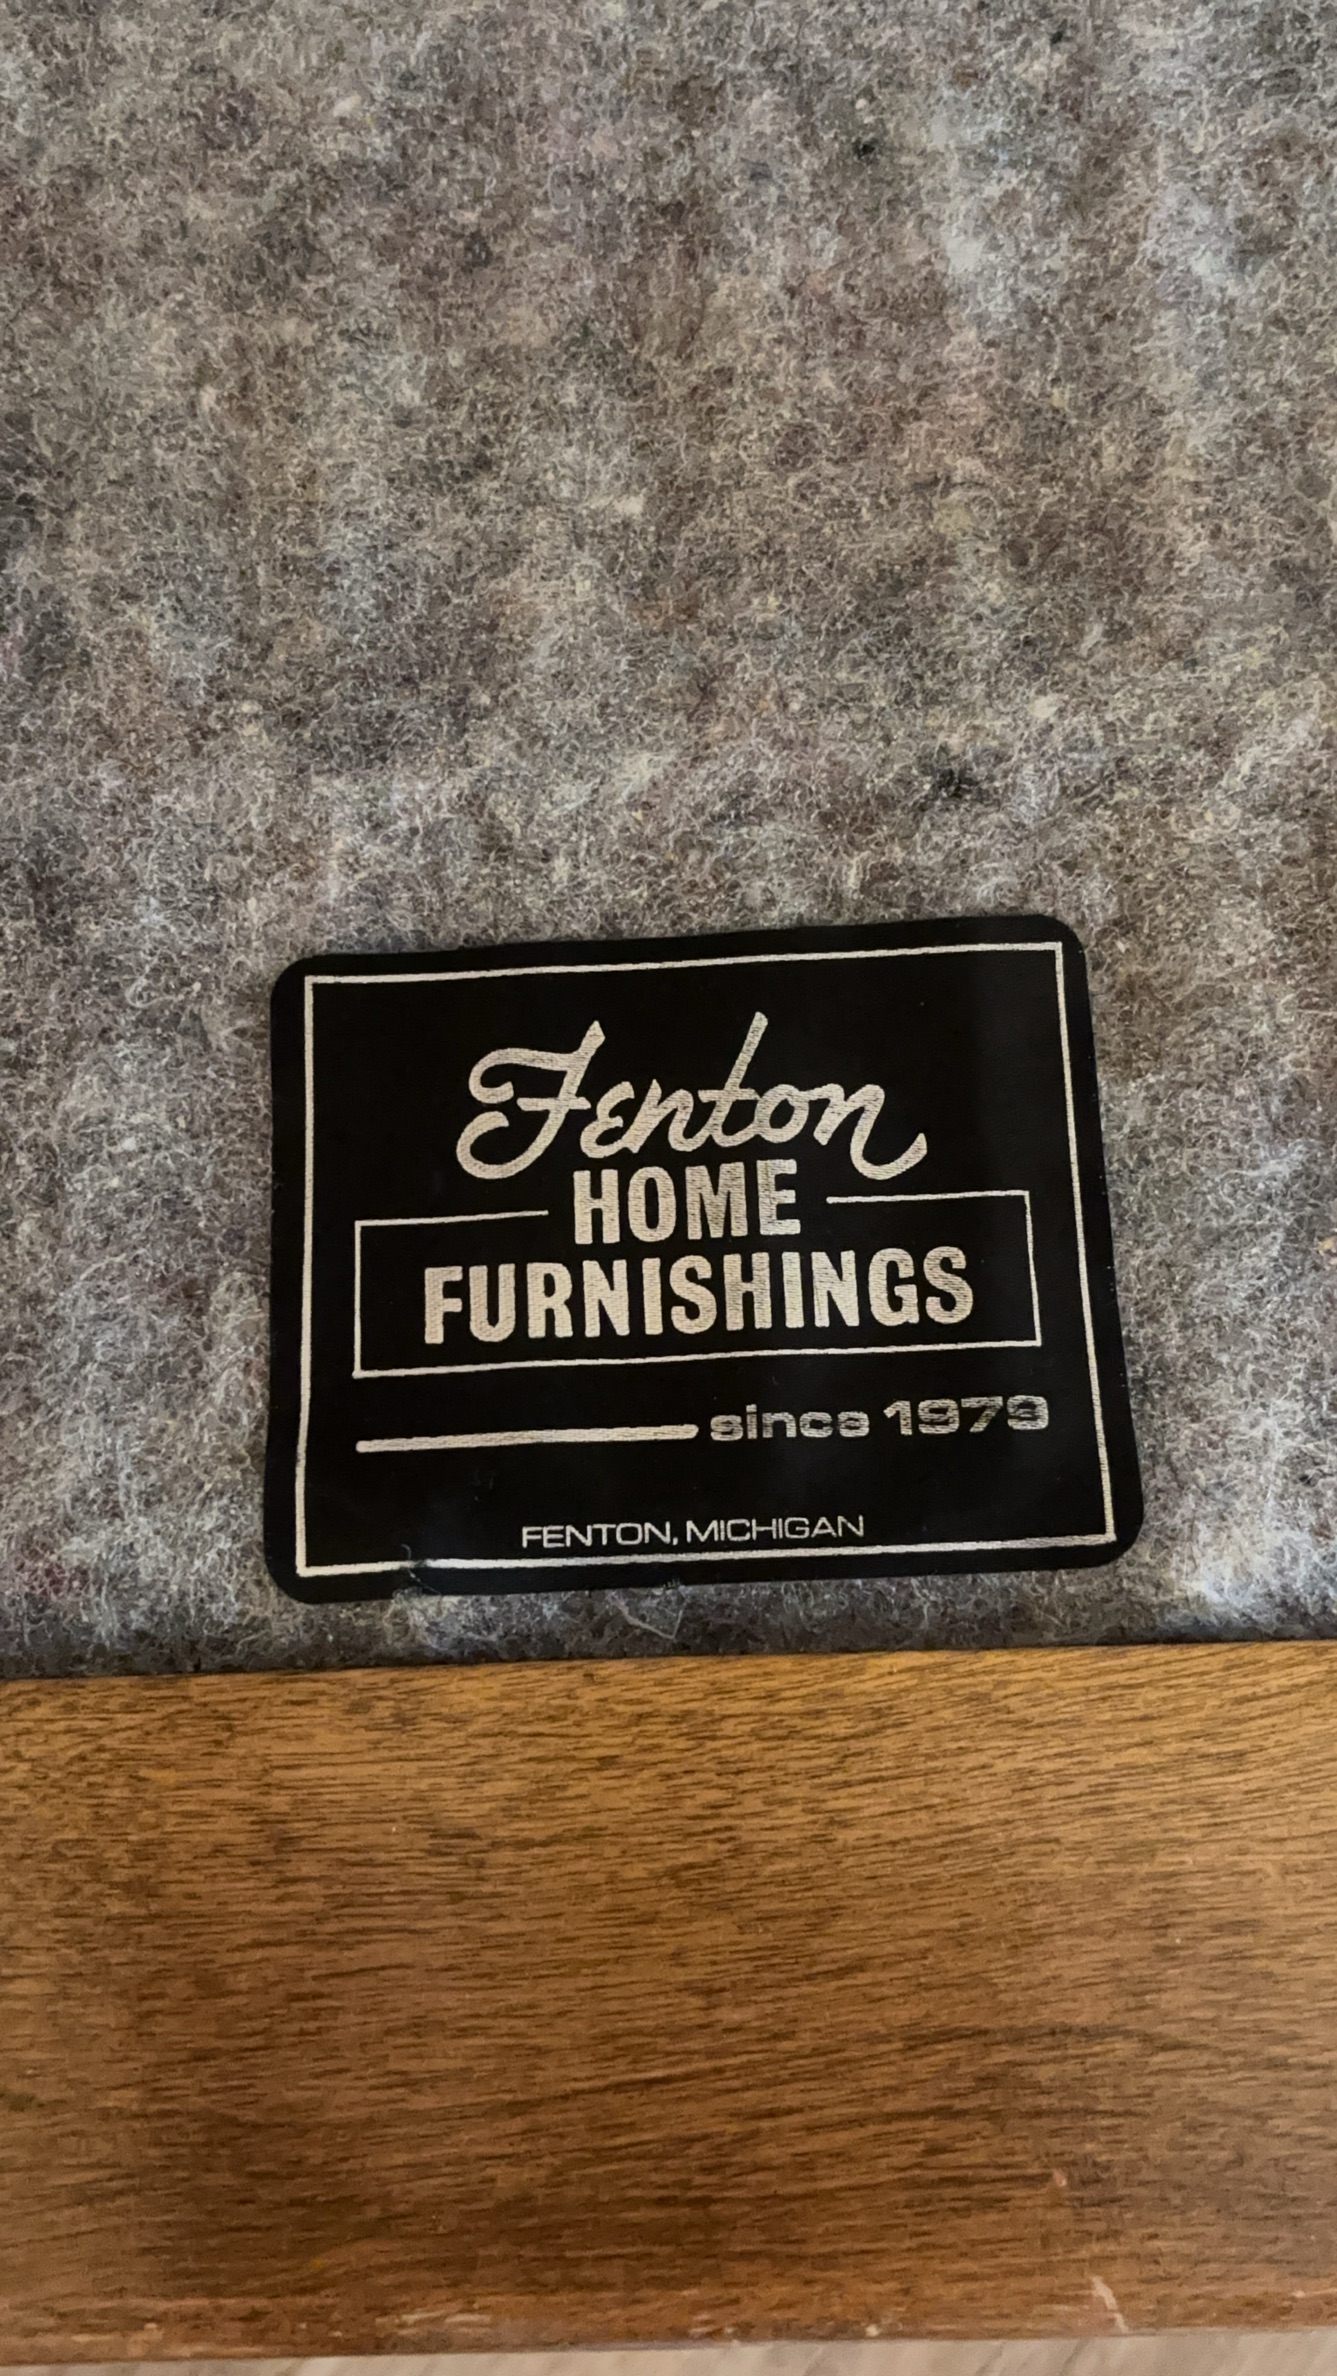 Fenton
HOME
FURNISHINGS
since 1979
FENTON, MICHIGAN